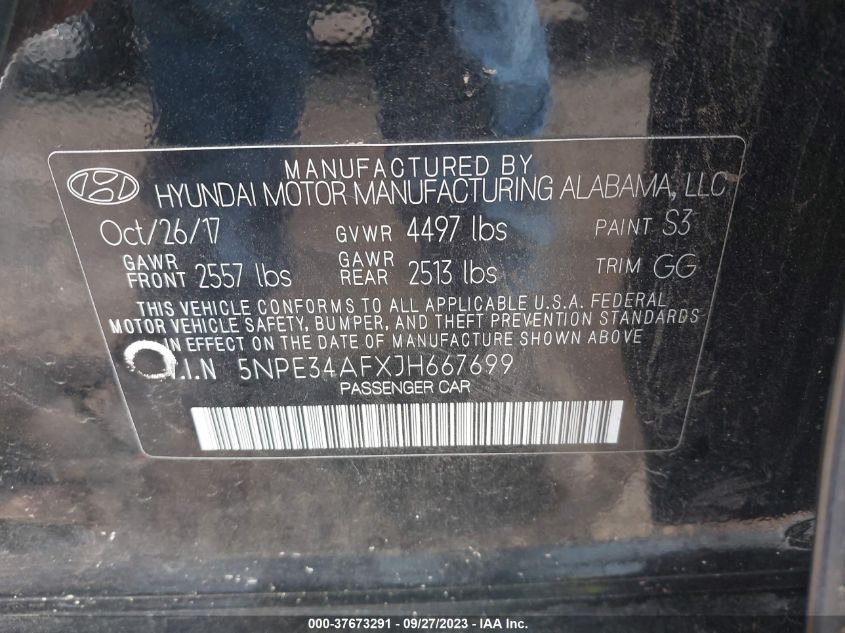 MANUFACTURED BY
HYUNDAI MOTOR MANUFACTURING ALABAMA, LLC
Oct/26/17 GVWR 4497 lbs PAINT S3
GAWR FRONT 2557 lbs GAWR REAR 2513 lbs TRIM GG
THIS VEHICLE CONFORMS TO ALL APPLICABLE U.S.A. FEDERAL
MOTOR VEHICLE SAFETY, BUMPER, AND THEFT PREVENTION STANDARDS
IN EFFECT ON THE DATE OF MANUFACTURE SHOWN ABOVE
V.I.N 5NPE34AFXJH667699
PASSENGER CAR
000-37673291 - 09/27/2023 - IAA Inc.